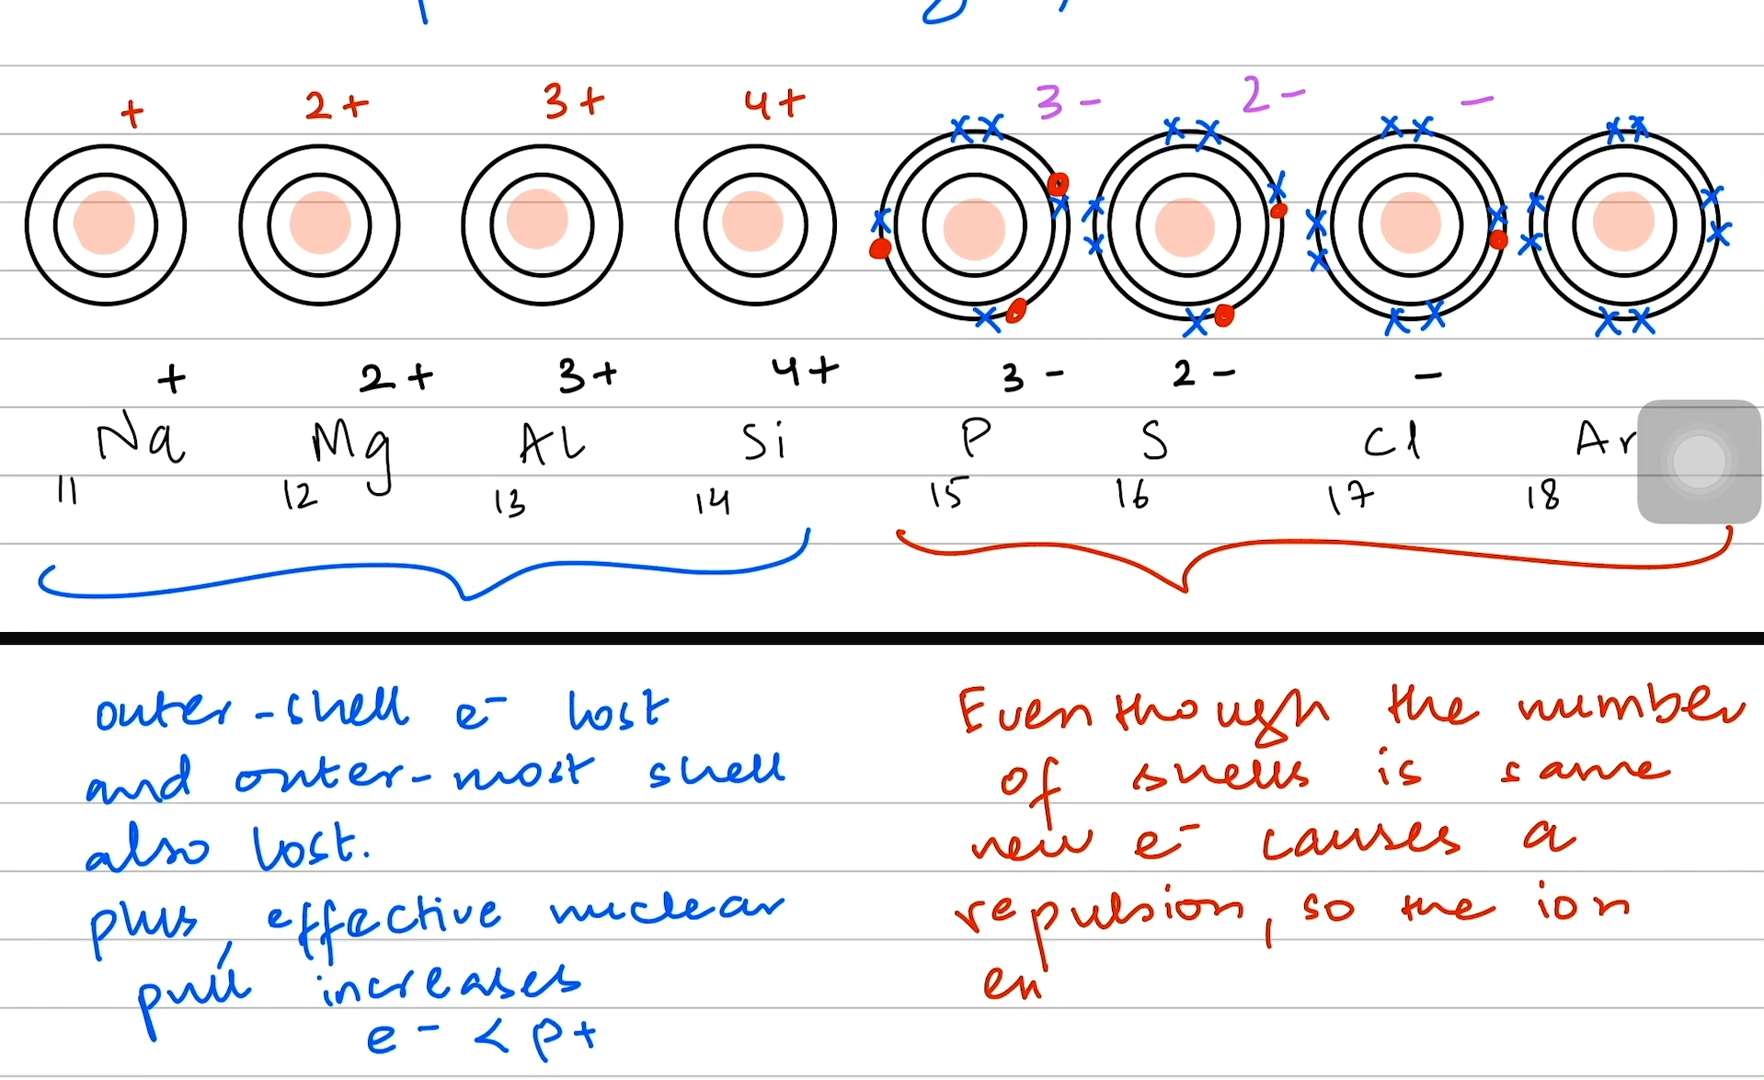 + 2+ 3+ 4+ 3- 2- -
+ 2+ 3+ 4+ 3- 2- -
Na Mg Al Si P S Cl Ar
11 12 13 14 15 16 17 18
outer-shell e- lost
and outer-most shell
also lost.
plus, effective nuclear
pull increases
e- < p+
Even though the number
of shells is same
new e- causes a
repulsion, so the ion
en